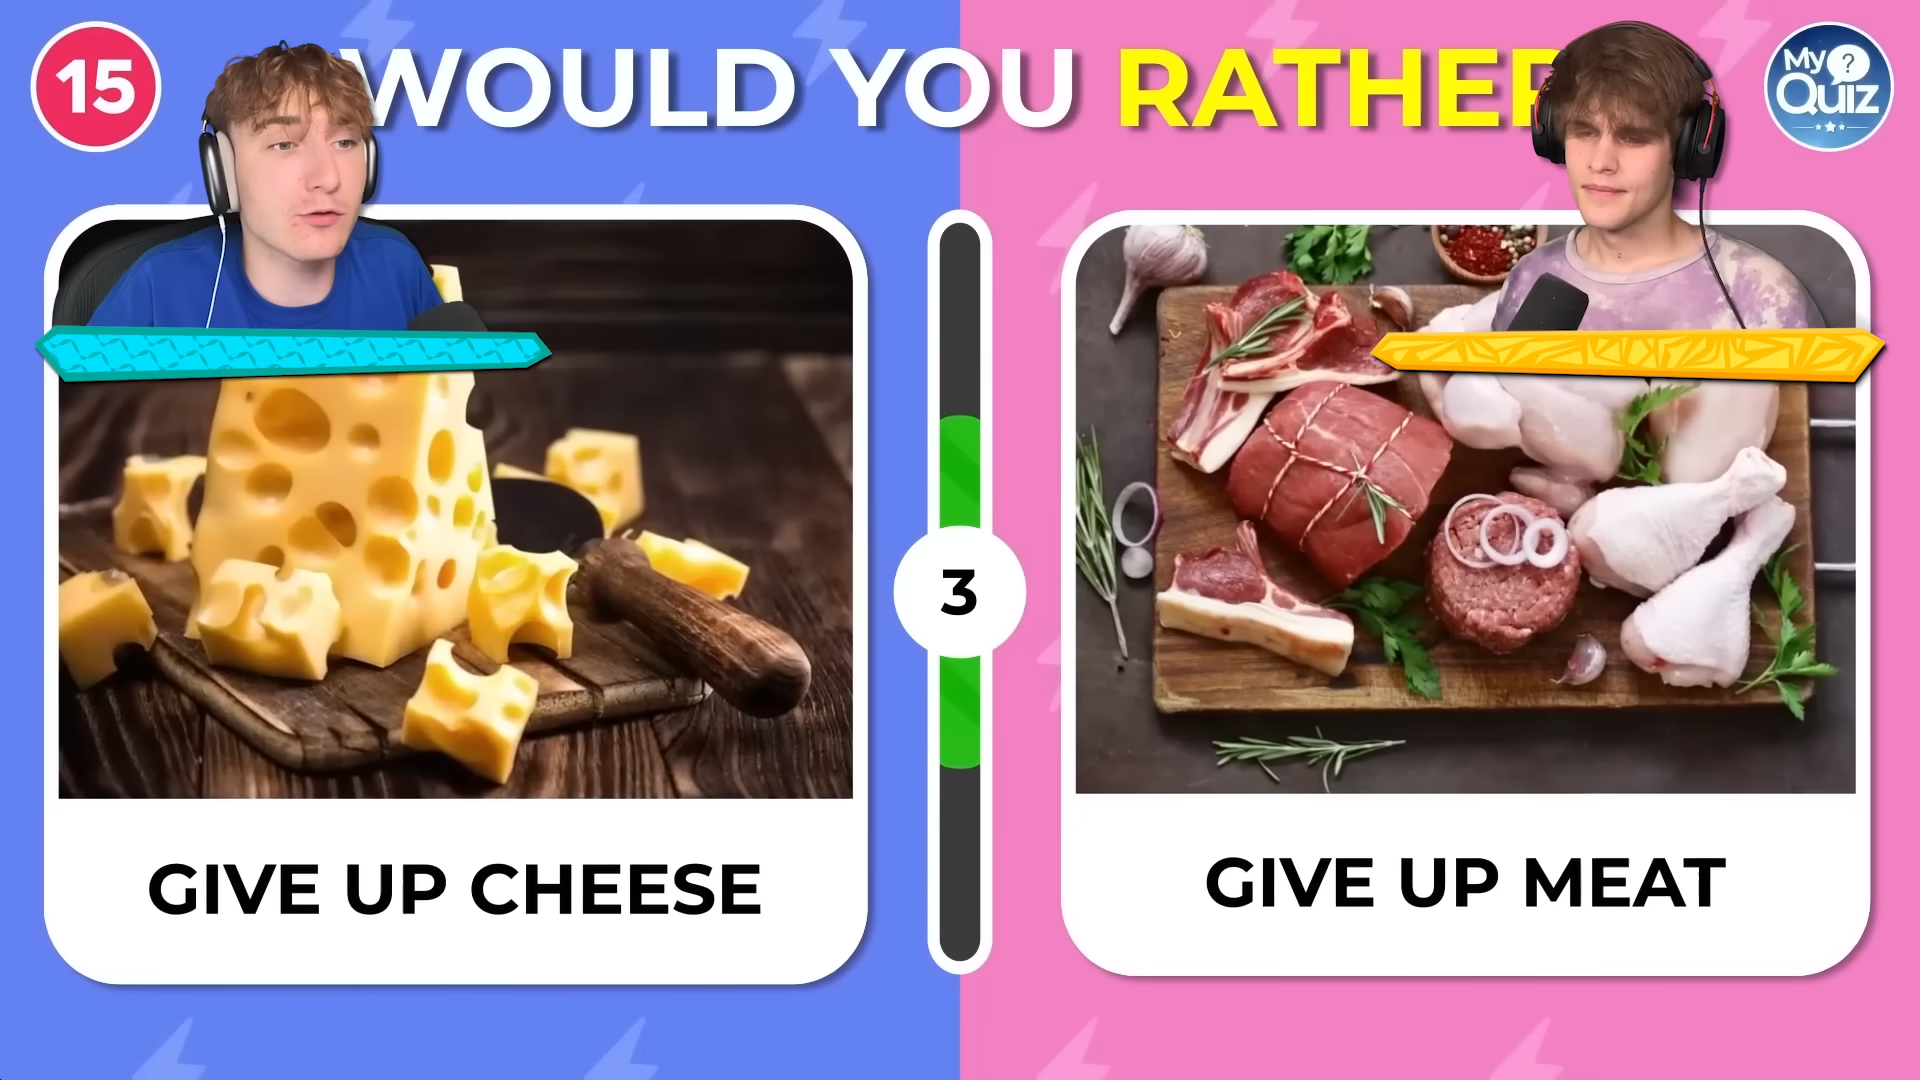 15
WOULD YOU RATHER
My ?
Quiz
3
GIVE UP CHEESE
GIVE UP MEAT